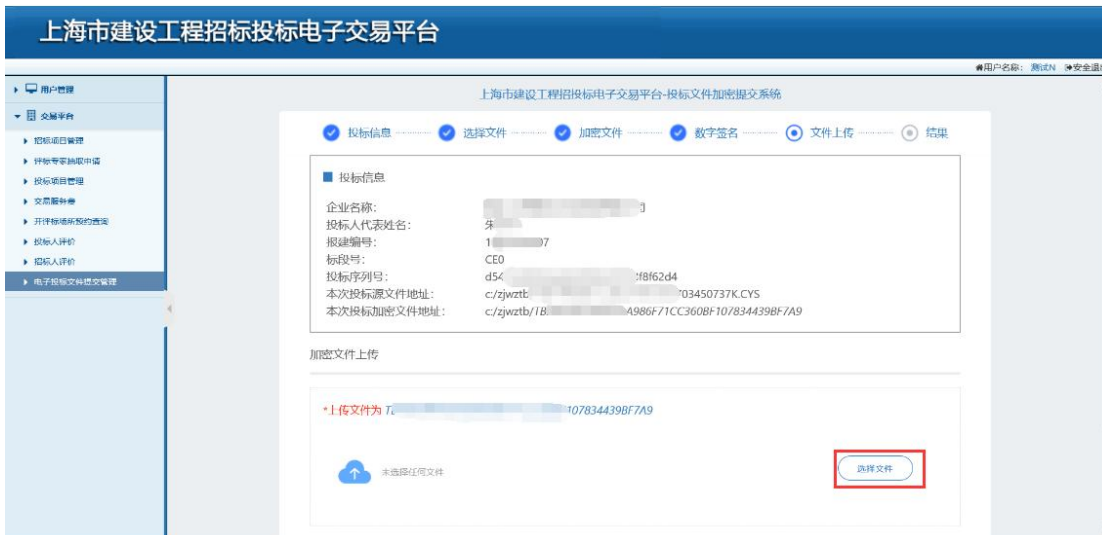 上海市建设工程招标投标电子交易平台
用户名称： 测试N 安全退
用户管理
交易平台
招标项目管理
评标专家抽取申请
投标项目管理
交易服务券
开评标场所预约查询
投标人评价
招标人评价
电子投标文件提交管理
上海市建设工程招投标电子交易平台-投标文件加密提交系统
投标信息 选择文件 加密文件 数字签名 文件上传 结果
投标信息
企业名称：
投标人代表姓名： 朱
报建编号： 1 07
标段号： CE0
投标序列号： d54 8f62d4
本次投标源文件地址： c:/zjwztb 703450737K.CYS
本次投标加密文件地址： c:/zjwztb/TB A986F71CC360BF107834439BF7A9
加密文件上传
*上传文件为 107834439BF7A9
未选择任何文件
选择文件